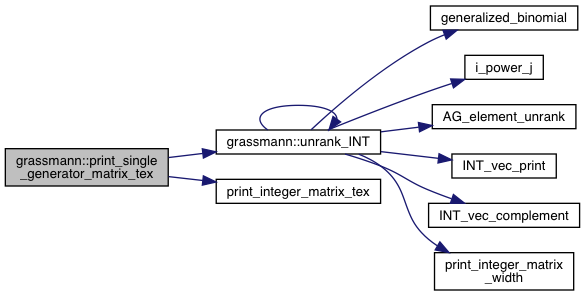 grassmann::print_single
_generator_matrix_tex
grassmann::unrank_INT
print_integer_matrix_tex
generalized_binomial
i_power_j
AG_element_unrank
INT_vec_print
INT_vec_complement
print_integer_matrix
_width